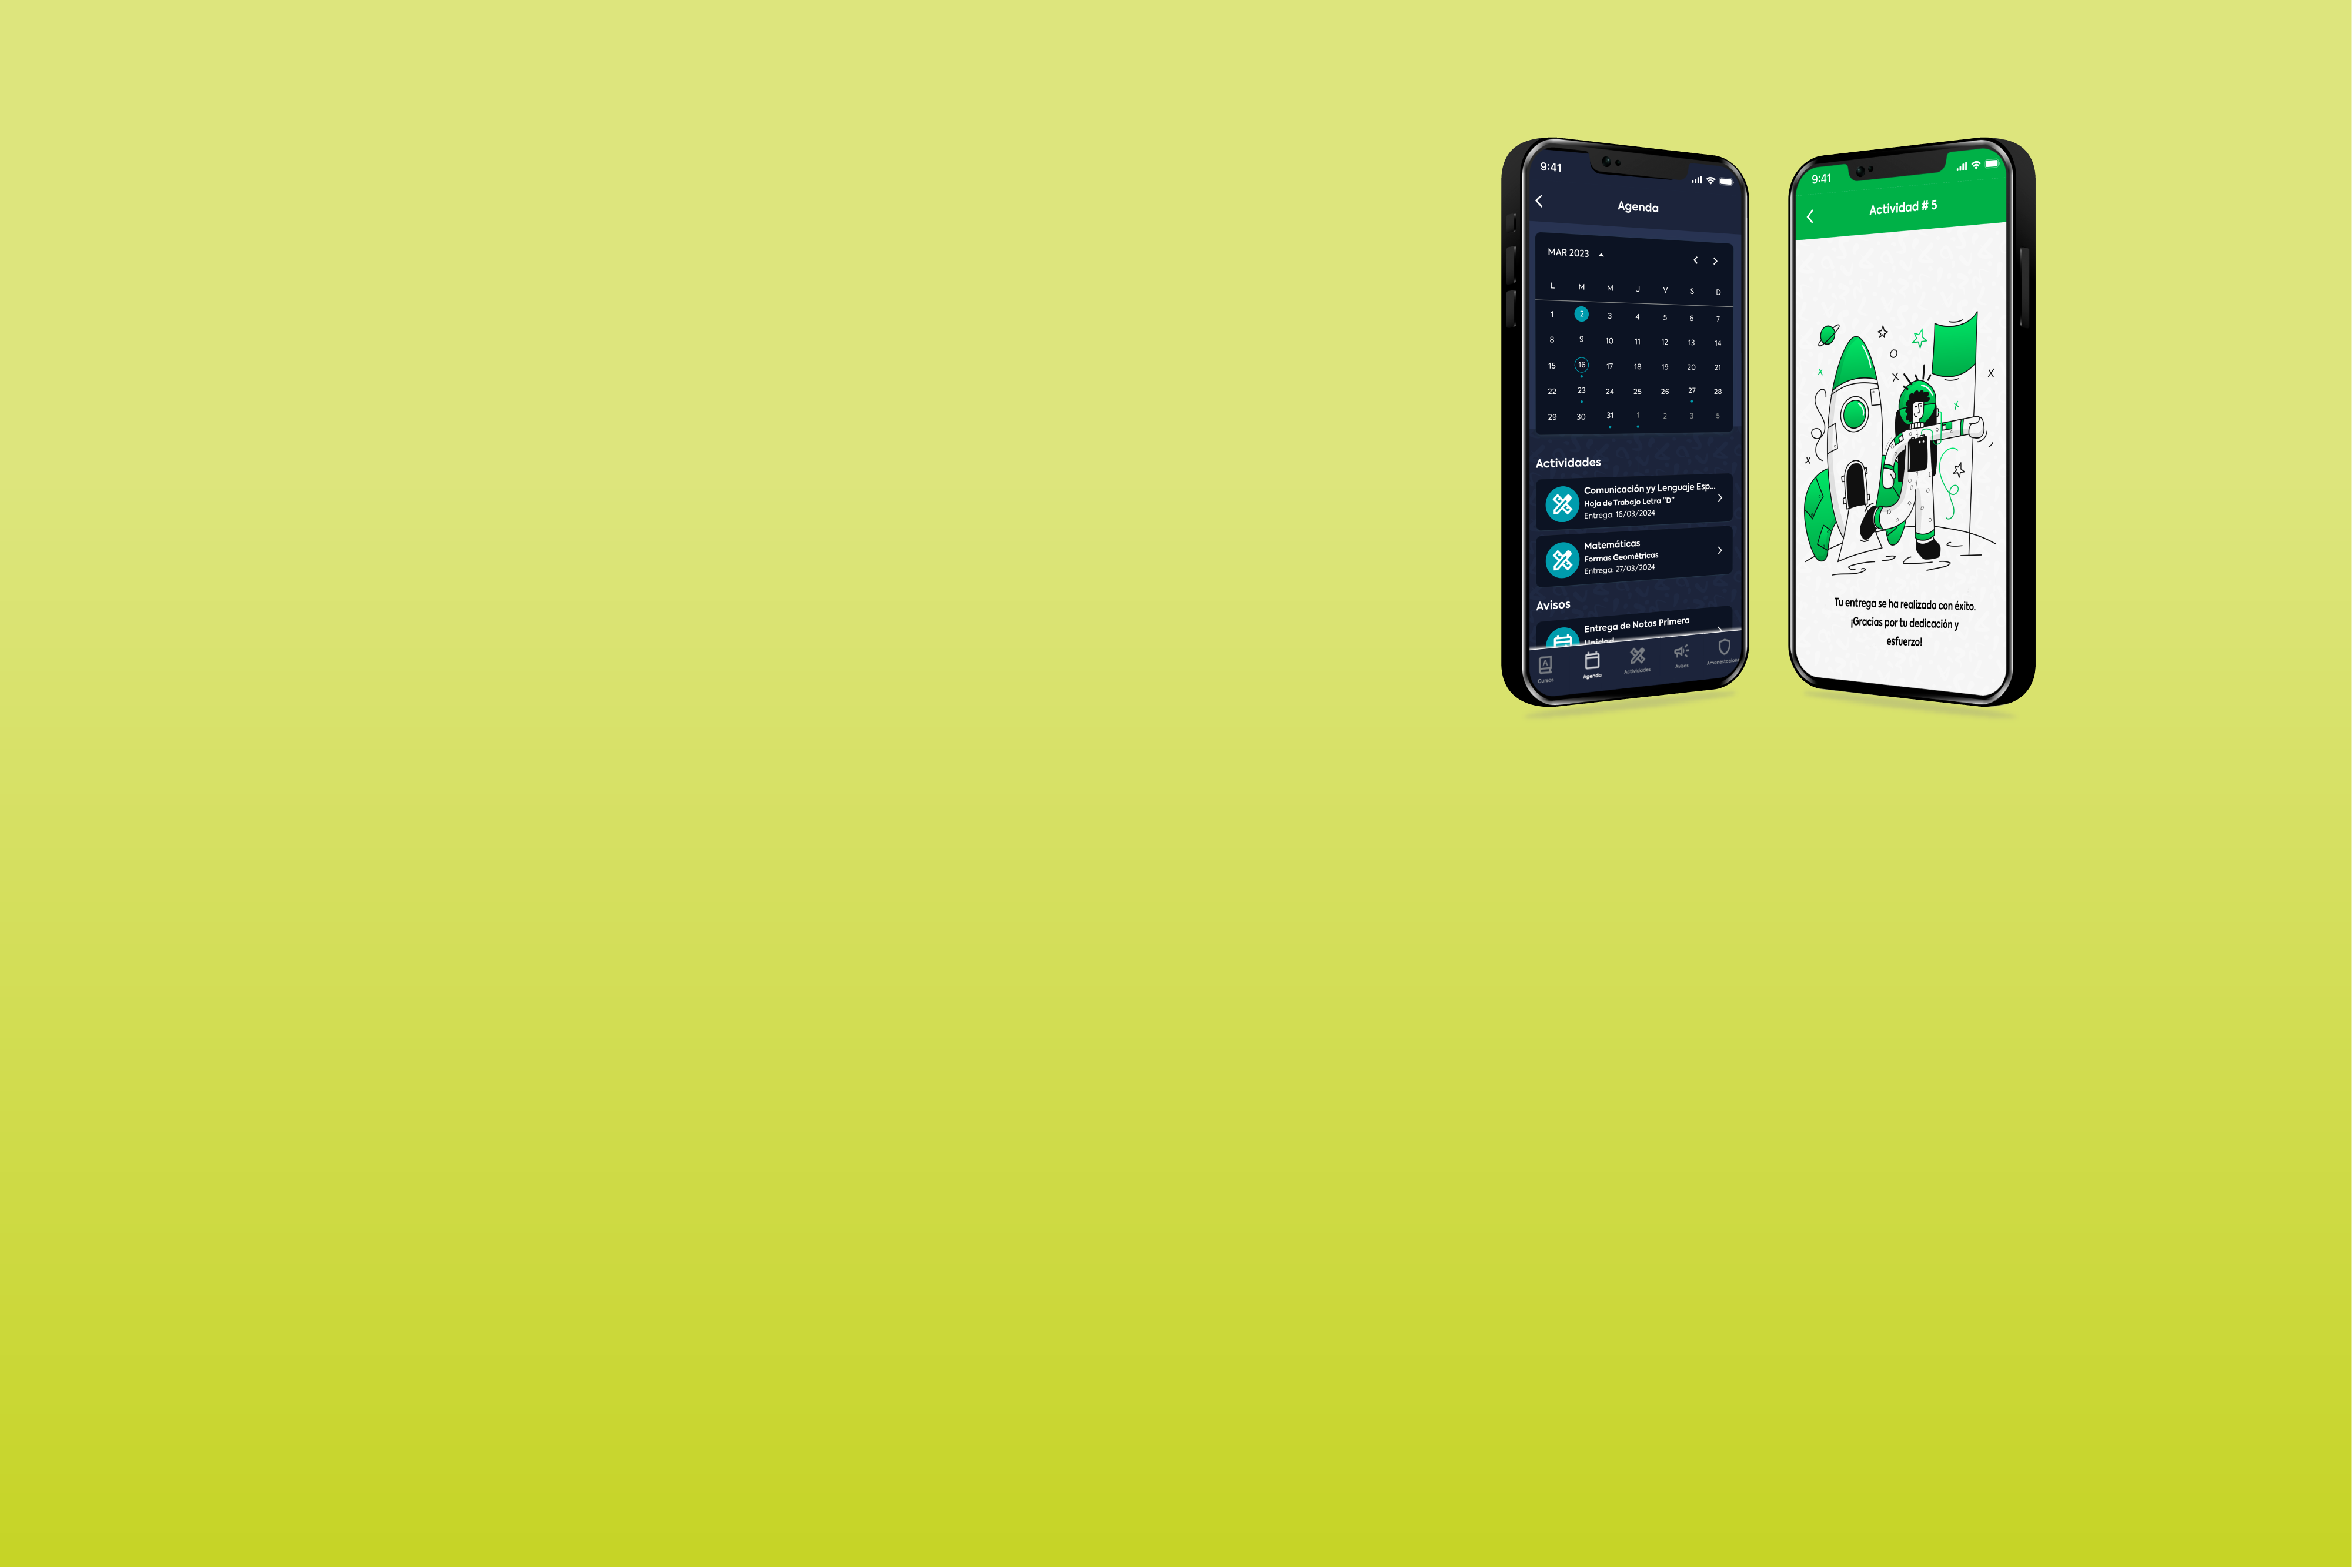 9:41
Agenda
MAR 2023
L M M J V S D
1 2 3 4 5 6 7
8 9 10 11 12 13 14
15 16 17 18 19 20 21
22 23 24 25 26 27 28
29 30 31 1 2 3 5
Actividades
Comunicación yy Lenguaje Esp...
Hoja de Trabajo Letra "D"
Entrega: 16/03/2024
Matemáticas
Formas Geométricas
Entrega: 27/03/2024
Avisos
Entrega de Notas Primera
Unidad
Cursos
Agenda
Actividades
Avisos
9:41
Actividad # 5
Tu entrega se ha realizado con éxito.
¡Gracias por tu dedicación y
esfuerzo!